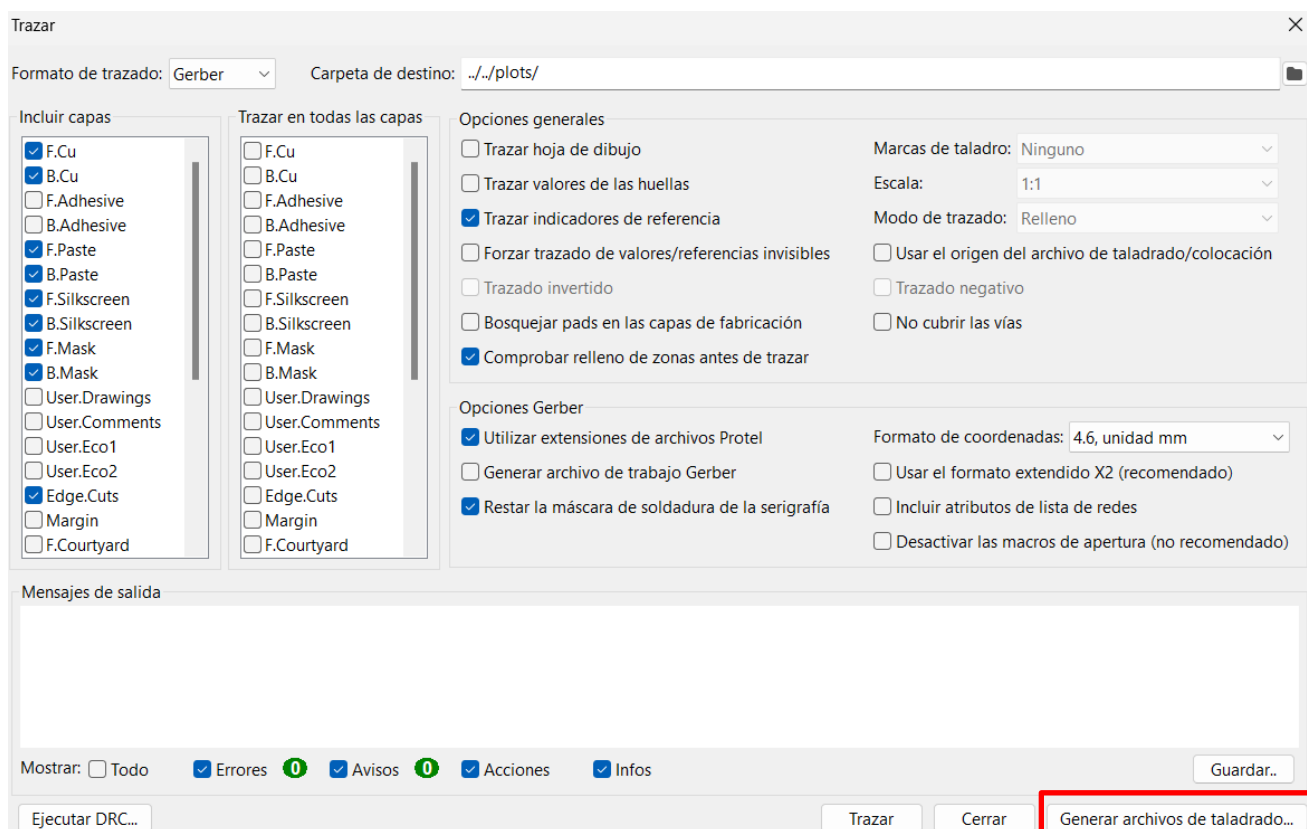 Trazar
Formato de trazado: Gerber Carpeta de destino: ../../plots/
Incluir capas
F.Cu
B.Cu
F.Adhesive
B.Adhesive
F.Paste
B.Paste
F.Silkscreen
B.Silkscreen
F.Mask
B.Mask
User.Drawings
User.Comments
User.Eco1
User.Eco2
Edge.Cuts
Margin
F.Courtyard
Trazar en todas las capas
F.Cu
B.Cu
F.Adhesive
B.Adhesive
F.Paste
B.Paste
F.Silkscreen
B.Silkscreen
F.Mask
B.Mask
User.Drawings
User.Comments
User.Eco1
User.Eco2
Edge.Cuts
Margin
F.Courtyard
Opciones generales
Trazar hoja de dibujo
Trazar valores de las huellas
Trazar indicadores de referencia
Forzar trazado de valores/referencias invisibles
Trazado invertido
Bosquejar pads en las capas de fabricación
Comprobar relleno de zonas antes de trazar
Marcas de taladro: Ninguno
Escala: 1:1
Modo de trazado: Relleno
Usar el origen del archivo de taladrado/colocación
Trazado negativo
No cubrir las vías
Opciones Gerber
Utilizar extensiones de archivos Protel
Generar archivo de trabajo Gerber
Restar la máscara de soldadura de la serigrafía
Formato de coordenadas: 4.6, unidad mm
Usar el formato extendido X2 (recomendado)
Incluir atributos de lista de redes
Desactivar las macros de apertura (no recomendado)
Mensajes de salida
Mostrar: Todo Errores 0 Avisos 0 Acciones Infos Guardar..
Ejecutar DRC... Trazar Cerrar Generar archivos de taladrado...